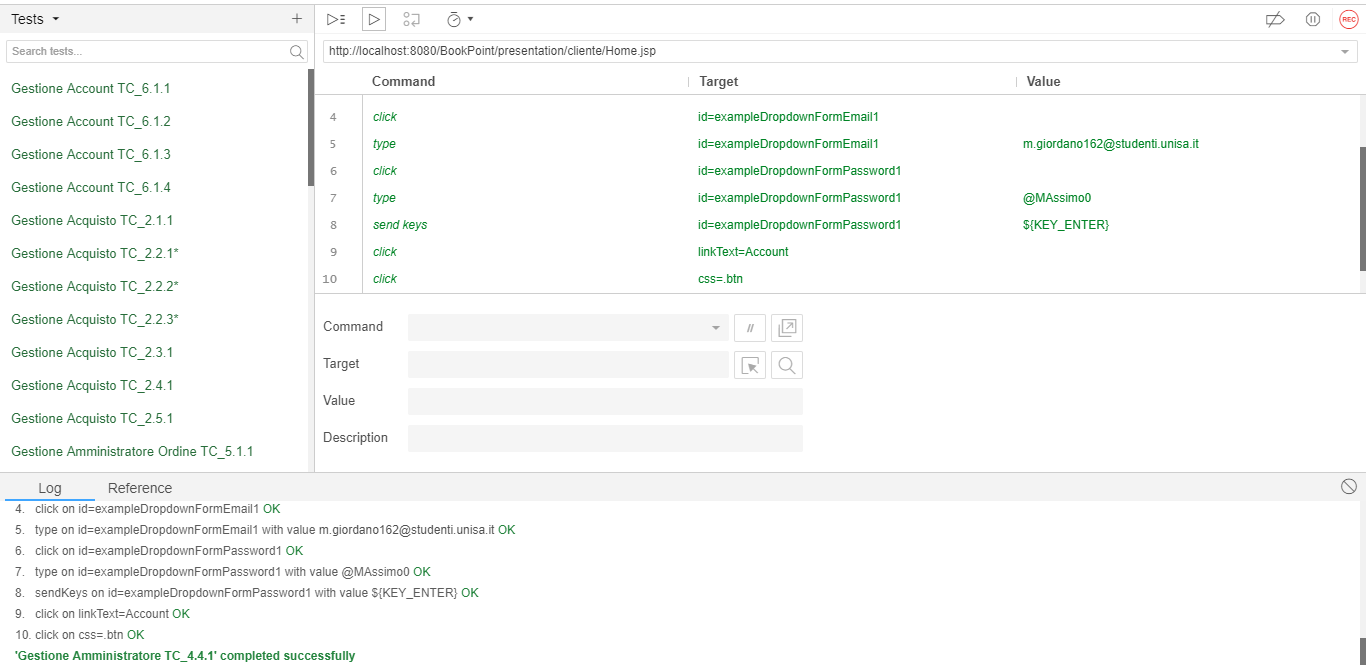 Tests
Search tests...
Gestione Account TC_6.1.1
Gestione Account TC_6.1.2
Gestione Account TC_6.1.3
Gestione Account TC_6.1.4
Gestione Acquisto TC_2.1.1
Gestione Acquisto TC_2.2.1*
Gestione Acquisto TC_2.2.2*
Gestione Acquisto TC_2.2.3*
Gestione Acquisto TC_2.3.1
Gestione Acquisto TC_2.4.1
Gestione Acquisto TC_2.5.1
Gestione Amministratore Ordine TC_5.1.1
REC
http://localhost:8080/BookPoint/presentation/cliente/Home.jsp
Command Target Value
4 click id=exampleDropdownFormEmail1
5 type id=exampleDropdownFormEmail1 m.giordano162@studenti.unisa.it
6 click id=exampleDropdownFormPassword1
7 type id=exampleDropdownFormPassword1 @MAssimo0
8 send keys id=exampleDropdownFormPassword1 ${KEY_ENTER}
9 click linkText=Account
10 click css=.btn
Command //
Target
Value
Description
Log Reference
4. click on id=exampleDropdownFormEmail1 OK
5. type on id=exampleDropdownFormEmail1 with value m.giordano162@studenti.unisa.it OK
6. click on id=exampleDropdownFormPassword1 OK
7. type on id=exampleDropdownFormPassword1 with value @MAssimo0 OK
8. sendKeys on id=exampleDropdownFormPassword1 with value ${KEY_ENTER} OK
9. click on linkText=Account OK
10. click on css=.btn OK
'Gestione Amministratore TC_4.4.1' completed successfully